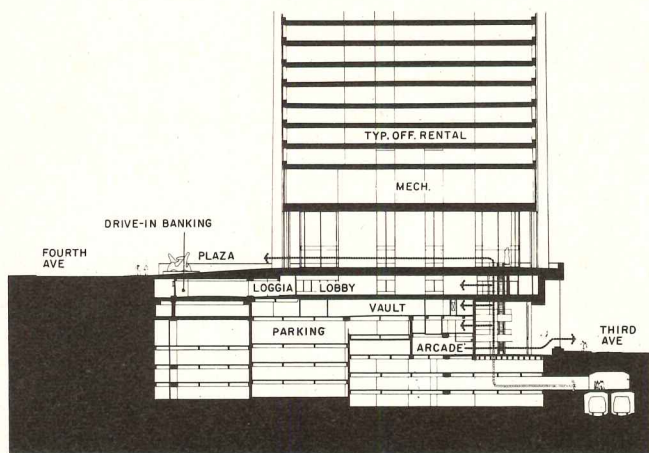 TYP. OFF. RENTAL
MECH.
DRIVE-IN BANKING
FOURTH
AVE
PLAZA
LOGGIA
LOBBY
VAULT
PARKING
ARCADE
THIRD
AVE